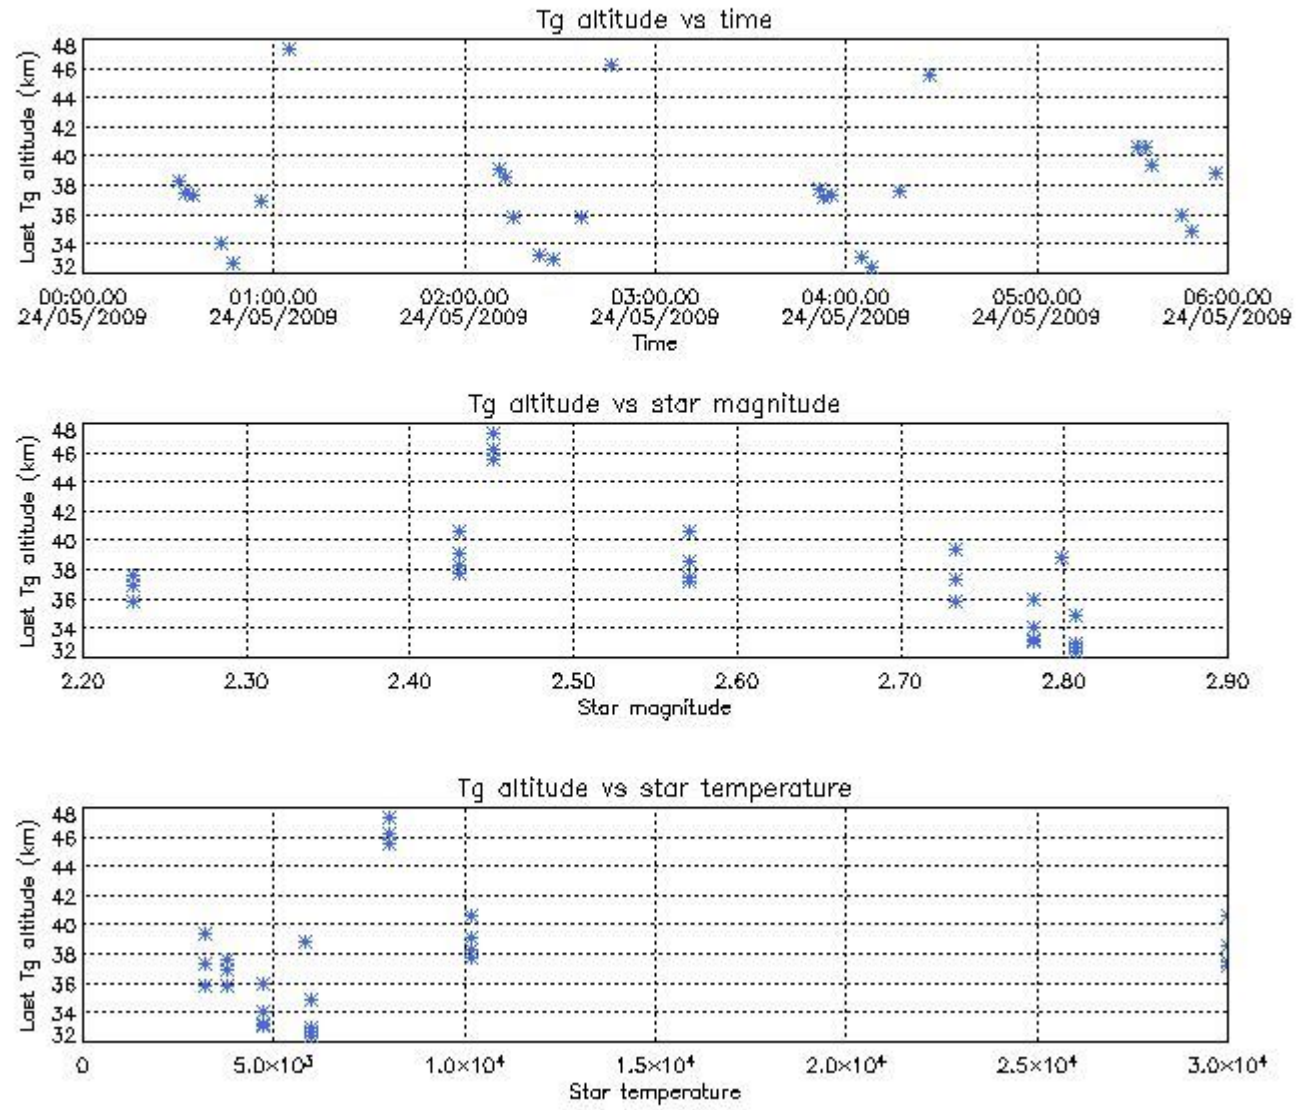 Tg altitude vs time
Last Tg altitude (km)
48
46
44
42
40
38
36
34
32
00:00.00 01:00.00 02:00.00 03:00.00 04:00.00 05:00.00 06:00.00
24/05/2009 24/05/2009 24/05/2009 24/05/2009 24/05/2009 24/05/2009 24/05/2009
Time
Tg altitude vs star magnitude
Last Tg altitude (km)
48
46
44
42
40
38
36
34
32
2.20 2.30 2.40 2.50 2.60 2.70 2.80 2.90
Star magnitude
Tg altitude vs star temperature
Last Tg altitude (km)
48
46
44
42
40
38
36
34
32
0 5.0×10³ 1.0×10⁴ 1.5×10⁴ 2.0×10⁴ 2.5×10⁴ 3.0×10⁴
Star temperature